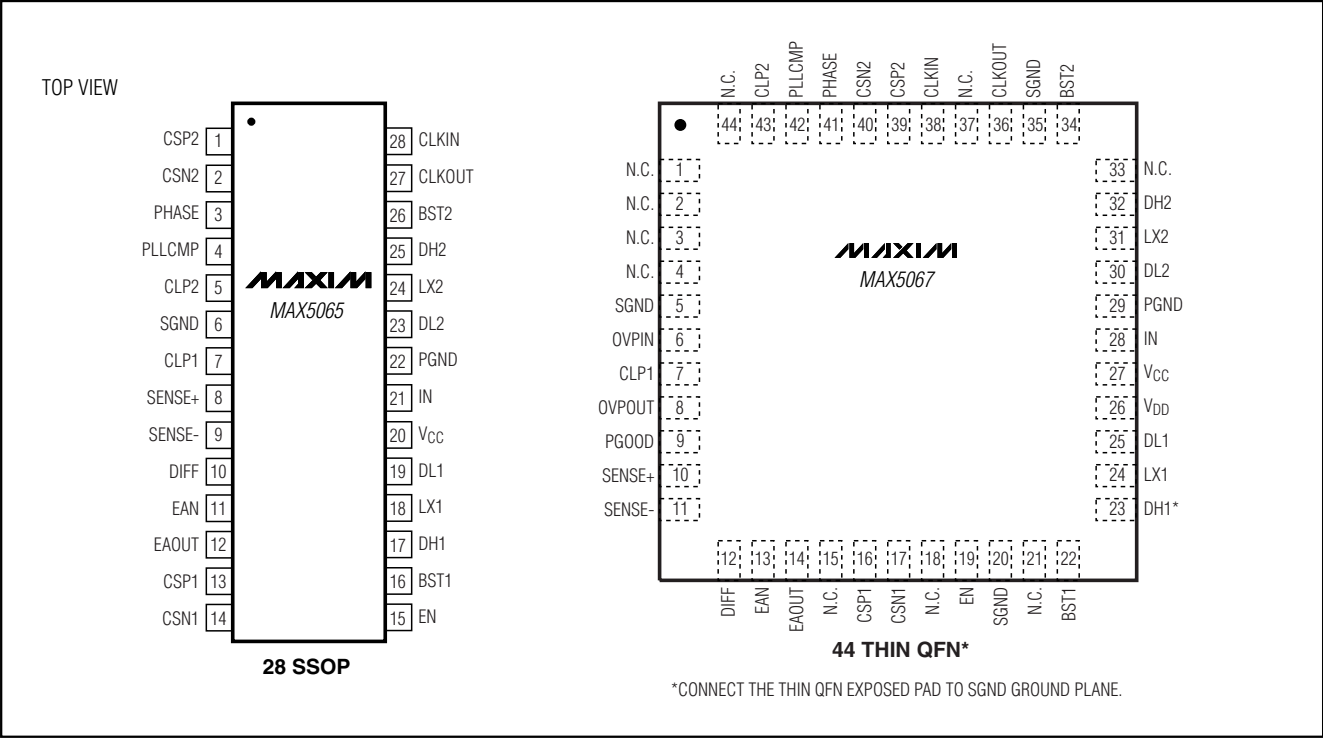 TOP VIEW
CSP2 1
CSN2 2
PHASE 3
PLLCMP 4
CLP2 5
SGND 6
CLP1 7
SENSE+ 8
SENSE- 9
DIFF 10
EAN 11
EAOUT 12
CSP1 13
CSN1 14
28 CLKIN
27 CLKOUT
26 BST2
25 DH2
24 LX2
23 DL2
22 PGND
21 IN
20 VCC
19 DL1
18 LX1
17 DH1
16 BST1
15 EN
MAXIM
MAX5065
28 SSOP
N.C. CLP2 PLLCMP PHASE CSN2 CSP2 CLKIN N.C. CLKOUT SGND BST2
44 43 42 41 40 39 38 37 36 35 34
N.C. 1
N.C. 2
N.C. 3
N.C. 4
SGND 5
OVPIN 6
CLP1 7
OVPOUT 8
PGOOD 9
SENSE+ 10
SENSE- 11
MAXIM
MAX5067
33 N.C.
32 DH2
31 LX2
30 DL2
29 PGND
28 IN
27 VCC
26 VDD
25 DL1
24 LX1
23 DH1*
12 13 14 15 16 17 18 19 20 21 22
DIFF EAN EAOUT N.C. CSP1 CSN1 N.C. EN SGND N.C. BST1
44 THIN QFN*
*CONNECT THE THIN QFN EXPOSED PAD TO SGND GROUND PLANE.